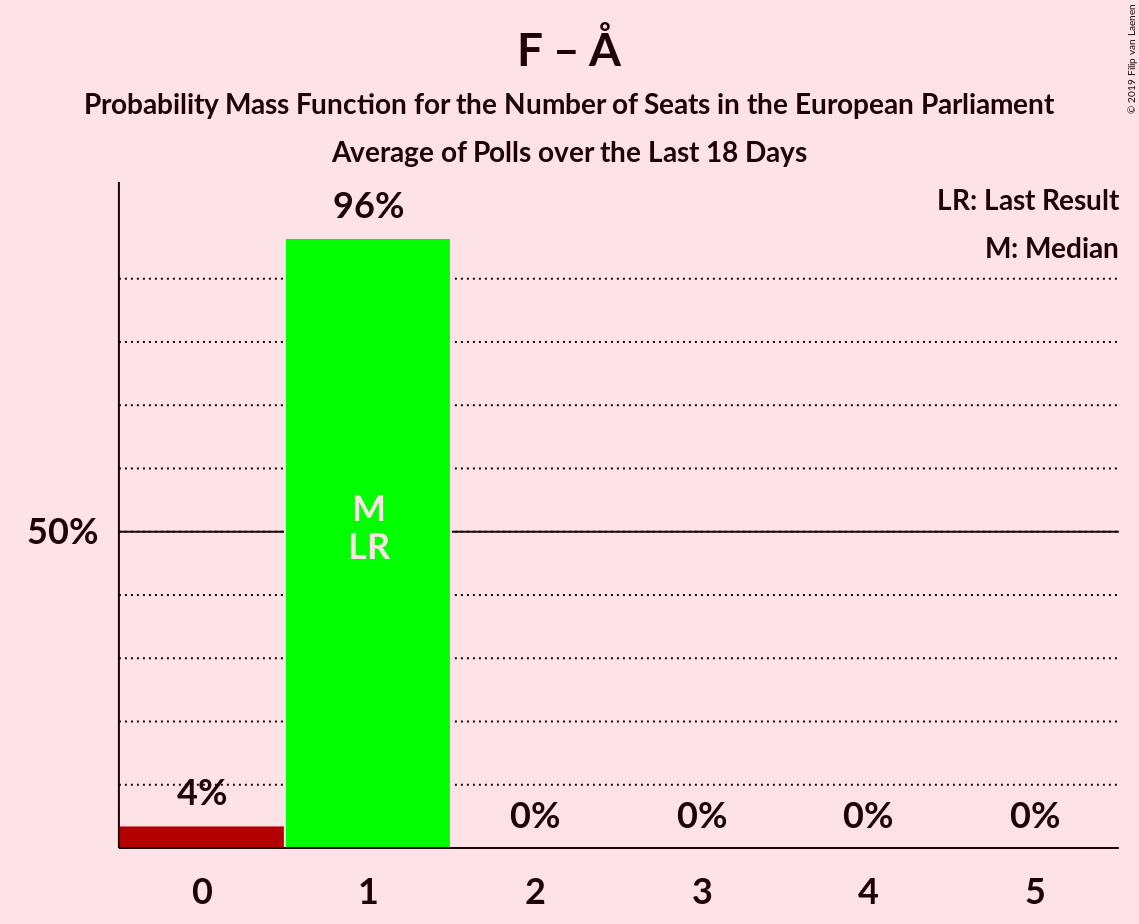 F – Å
Probability Mass Function for the Number of Seats in the European Parliament
Average of Polls over the Last 18 Days
© 2019 Filip van Laenen
LR: Last Result
M: Median
96%
M
LR
50%
4%
0%
0%
0%
0%
0
1
2
3
4
5